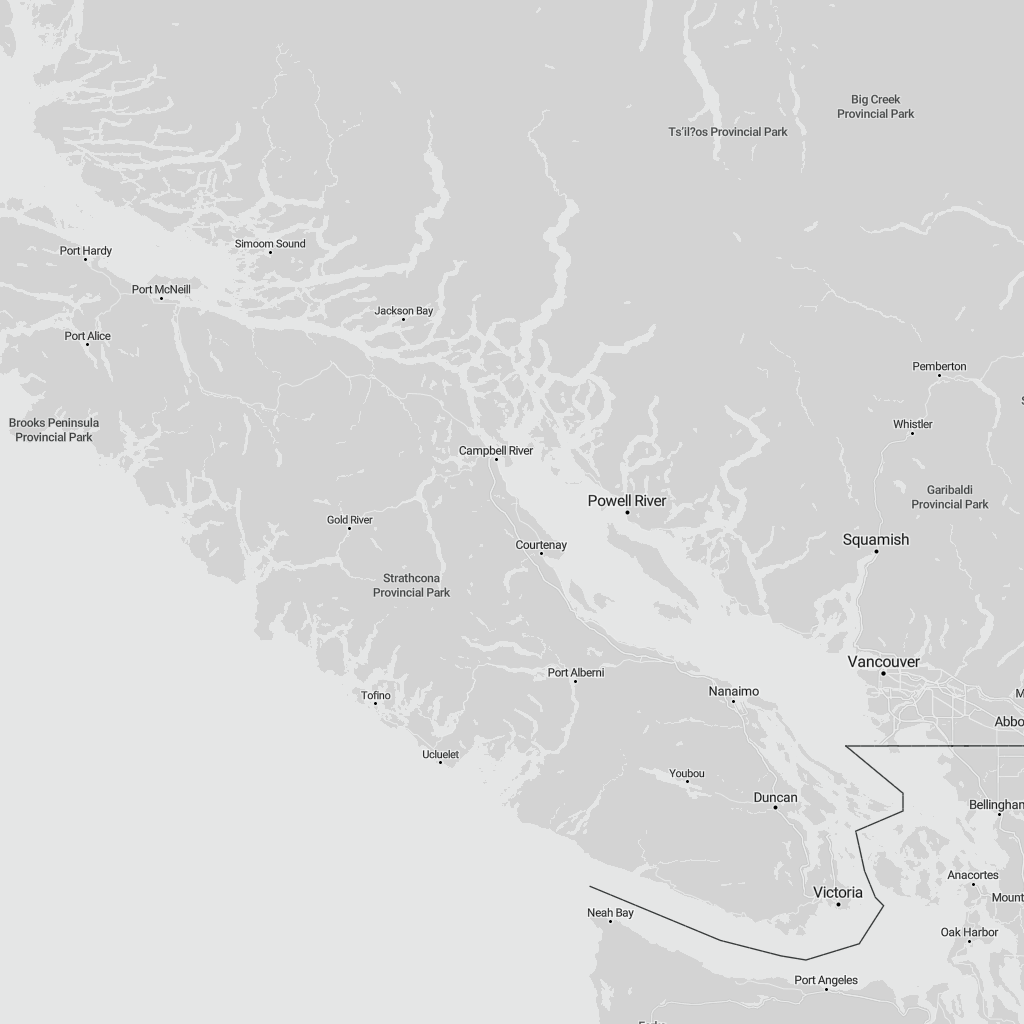 Big Creek
Provincial Park
Ts'il?os Provincial Park
Simoom Sound
Port Hardy
Port McNeill
Jackson Bay
Port Alice
Pemberton
Brooks Peninsula
Provincial Park
Whistler
Campbell River
Garibaldi
Provincial Park
Powell River
Gold River
Squamish
Courtenay
Strathcona
Provincial Park
Vancouver
Port Alberni
Nanaimo
Tofino
Abbo
Ucluelet
Youbou
Duncan
Bellinghan
Anacortes
Victoria
Mount
Neah Bay
Oak Harbor
Port Angeles